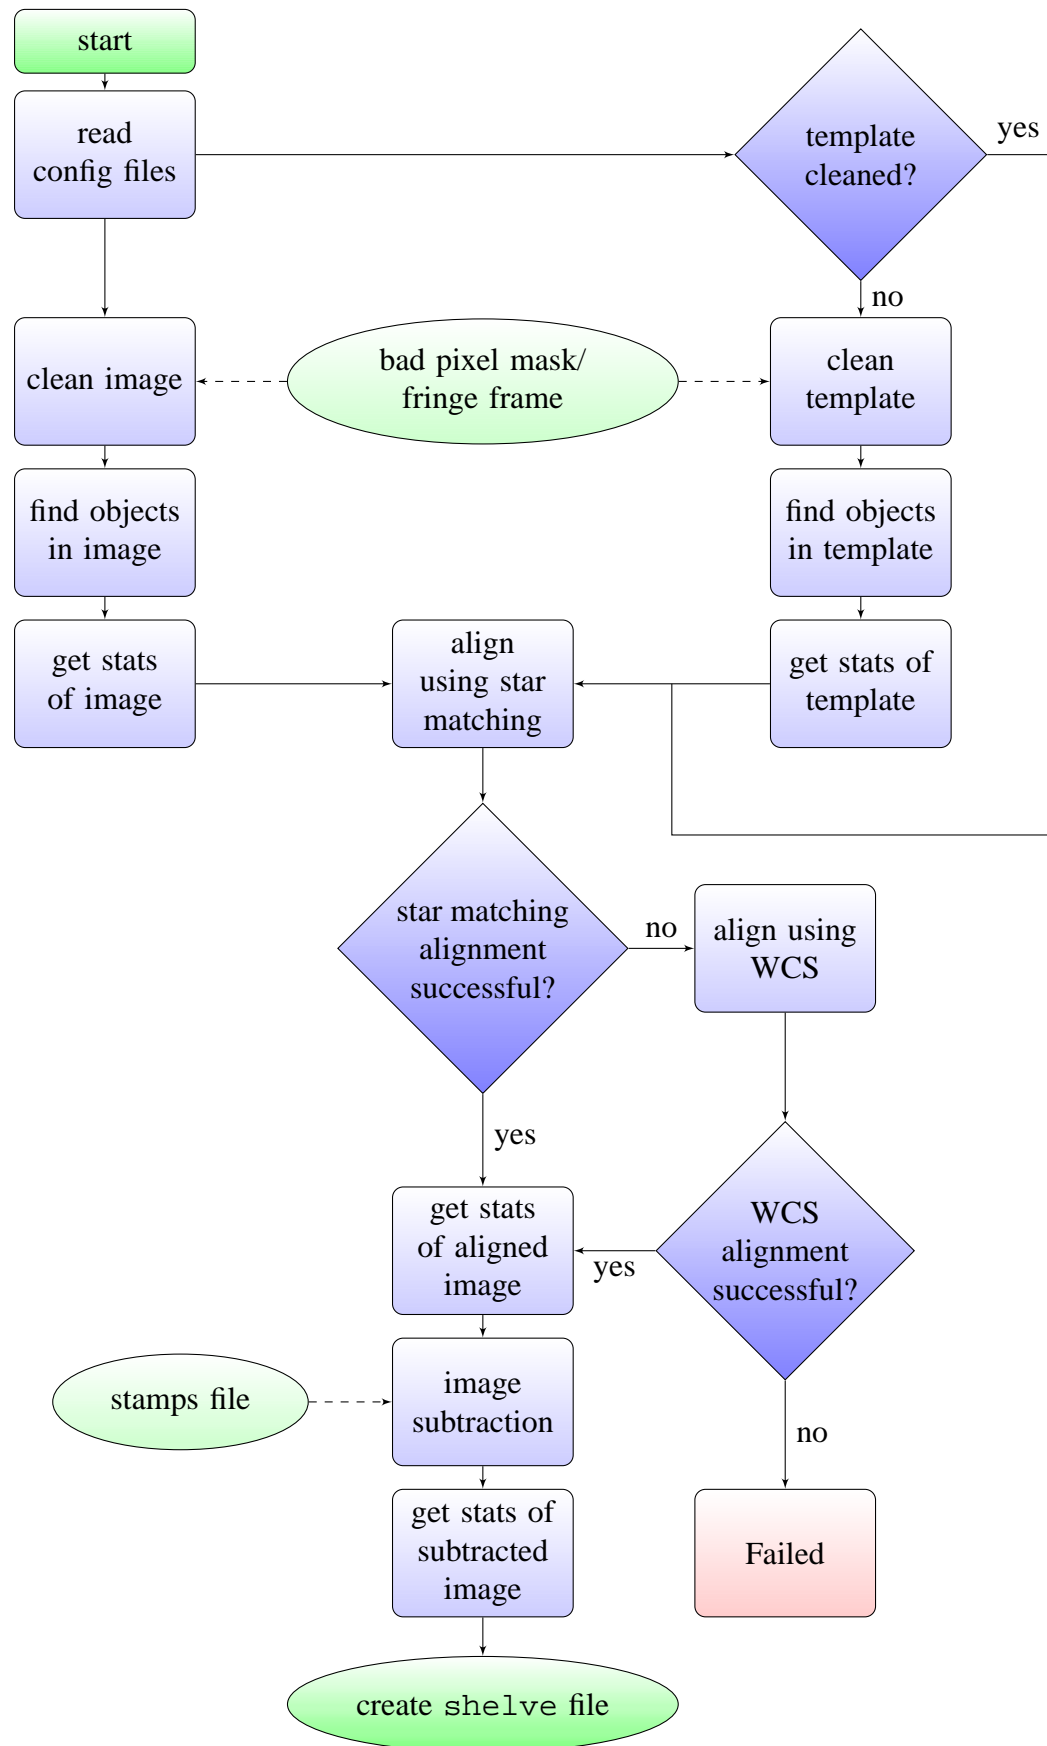 start
read
config files
template
cleaned?
yes
no
clean image
bad pixel mask/
fringe frame
clean
template
find objects
in image
find objects
in template
get stats
of image
align
using star
matching
get stats of
template
star matching
alignment
successful?
no
align using
WCS
yes
get stats
of aligned
image
yes
WCS
alignment
successful?
stamps file
image
subtraction
no
get stats of
subtracted
image
Failed
create shelve file